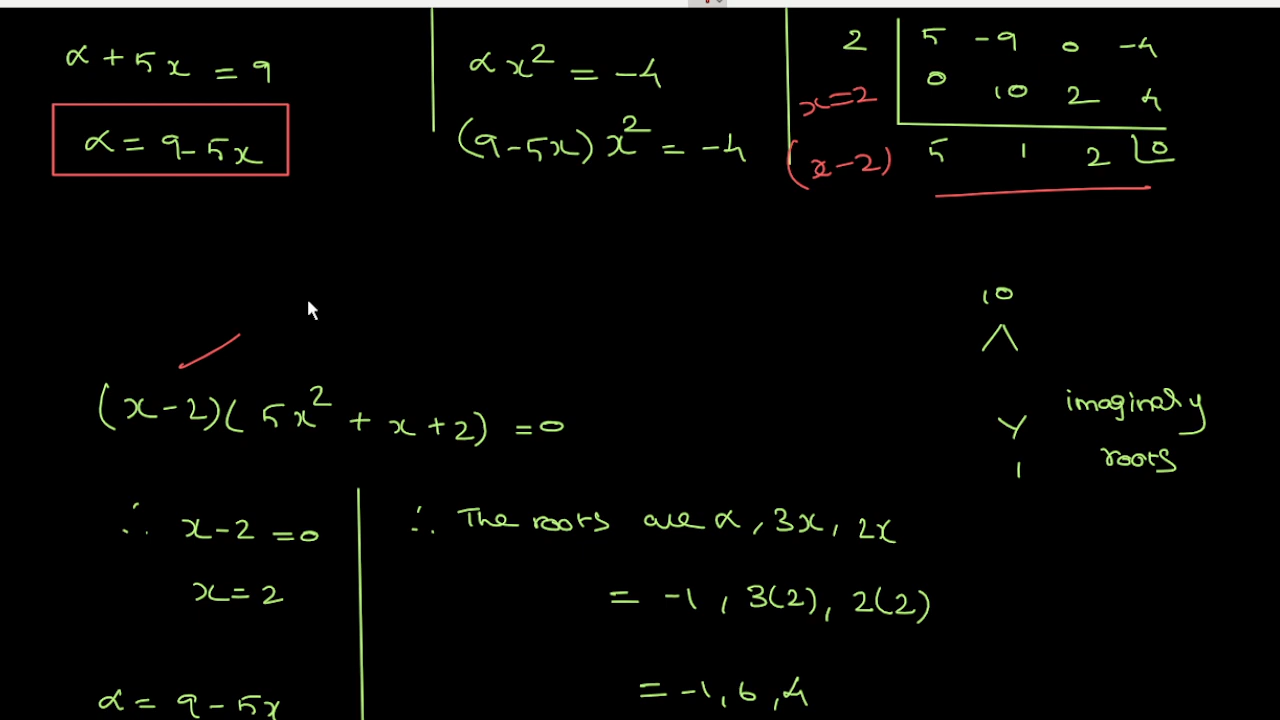 α + 5x = 9
α = 9 - 5x
αx² = -4
(9-5x) x² = -4
2 | 5 -9 0 -4
x=2 0 10 2 4
(x-2) 5 1 2 |0
10
imaginary
1 roots
(x-2)(5x² + x+2) = 0
∴ x-2 = 0
x = 2
α = 9 - 5x
∴ The roots are α, 3x, 2x
= -1, 3(2), 2(2)
= -1, 6, 4